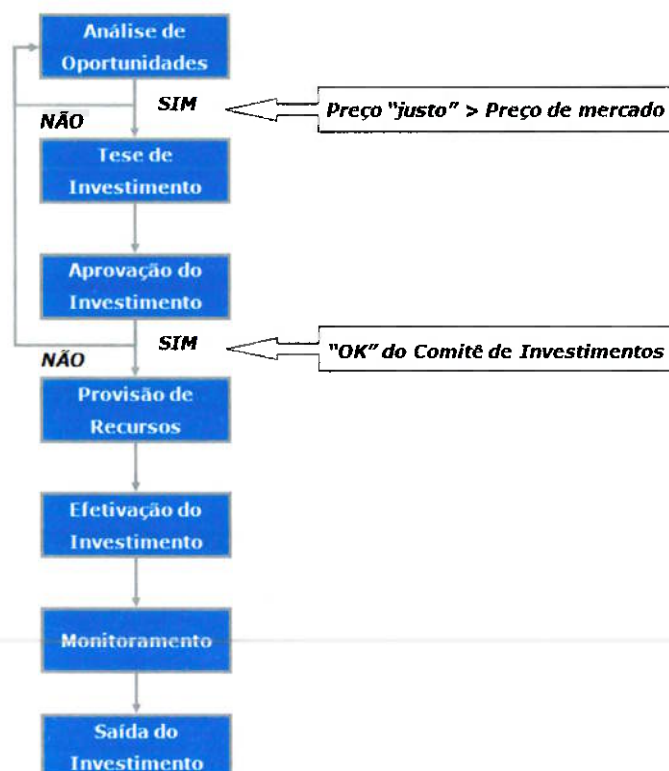 Análise de
Oportunidades
SIM
Preço "justo" > Preço de mercado
NÃO
Tese de
Investimento
Aprovação do
Investimento
SIM
"OK" do Comitê de Investimentos
NÃO
Provisão de
Recursos
Efetivação do
Investimento
Monitoramento
Saída do
Investimento